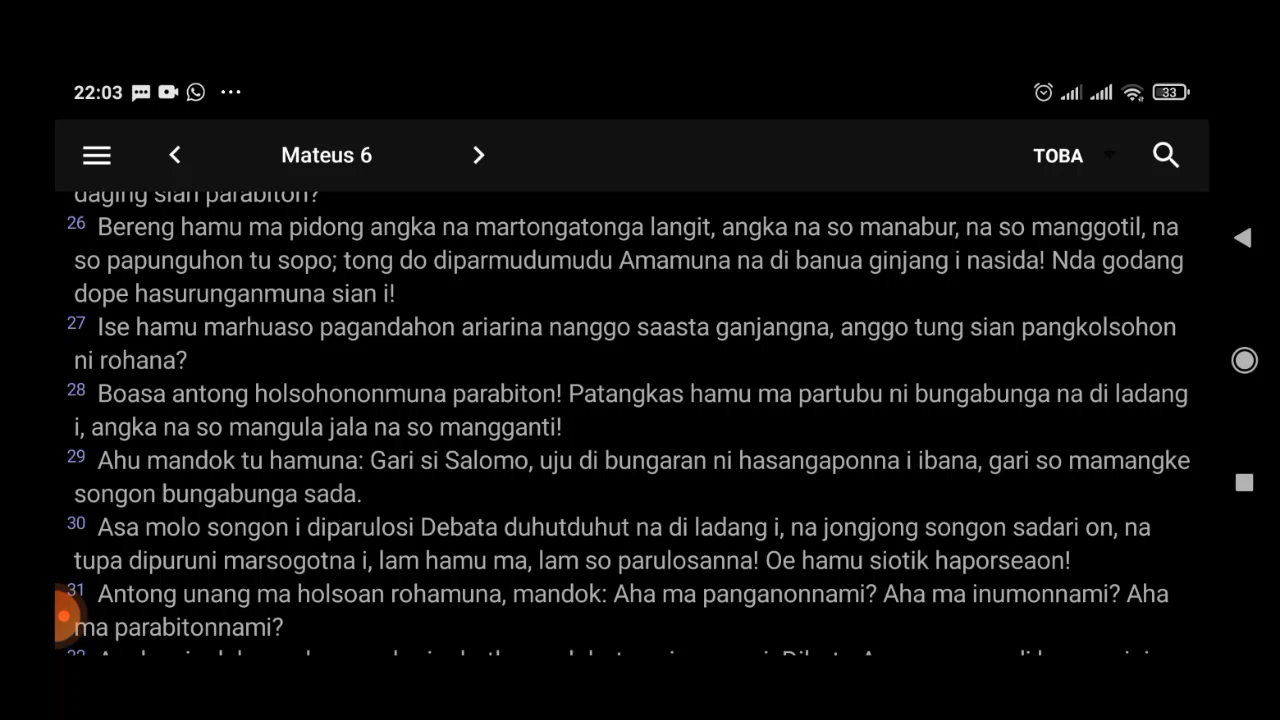 22:03
33
Mateus 6
TOBA
daging sian parabiton?
26 Bereng hamu ma pidong angka na martongatonga langit, angka na so manabur, na so manggotil, na
so papunguhon tu sopo; tong do diparmudumudu Amamuna na di banua ginjang i nasida! Nda godang
dope hasurunganmuna sian i!
27 Ise hamu marhuaso pagandahon ariarina nanggo saasta ganjangna, anggo tung sian pangkolsohon
ni rohana?
28 Boasa antong holsohononmuna parabiton! Patangkas hamu ma partubu ni bungabunga na di ladang
i, angka na so mangula jala na so mangganti!
29 Ahu mandok tu hamuna: Gari si Salomo, uju di bungaran ni hasangaponna i ibana, gari so mamangke
songon bungabunga sada.
30 Asa molo songon i diparulosi Debata duhutduhut na di ladang i, na jongjong songon sadari on, na
tupa dipuruni marsogotna i, lam hamu ma, lam so parulosanna! Oe hamu siotik haporseaon!
31 Antong unang ma holsoan rohamuna, mandok: Aha ma panganonnami? Aha ma inumonnami? Aha
ma parabitonnami?